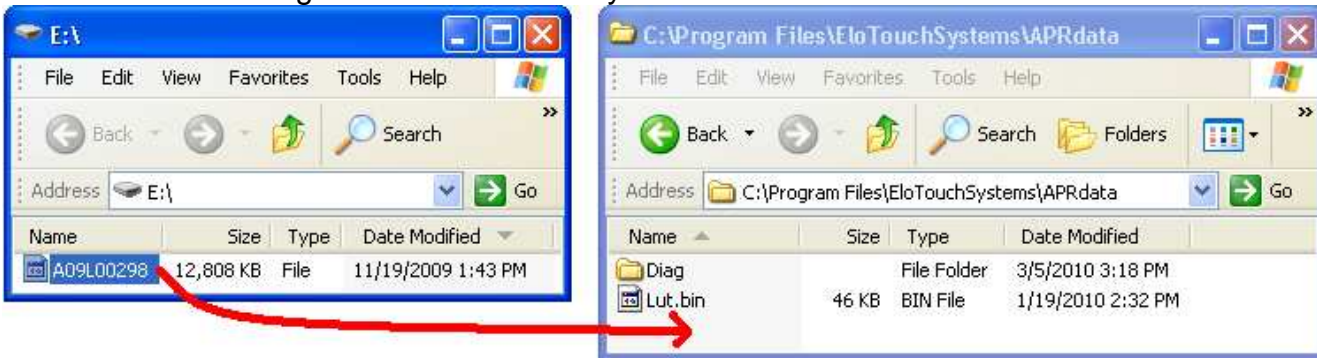 E:\
File Edit View Favorites Tools Help
Back Search »
Address E:\ Go
Name Size Type Date Modified
A09L00298 12,808 KB File 11/19/2009 1:43 PM
C:\Program Files\EloTouchSystems\APRdata
File Edit View Favorites Tools Help
Back Search Folders »
Address C:\Program Files\EloTouchSystems\APRdata Go
Name Size Type Date Modified
Diag File Folder 3/5/2010 3:18 PM
Lut.bin 46 KB BIN File 1/19/2010 2:32 PM